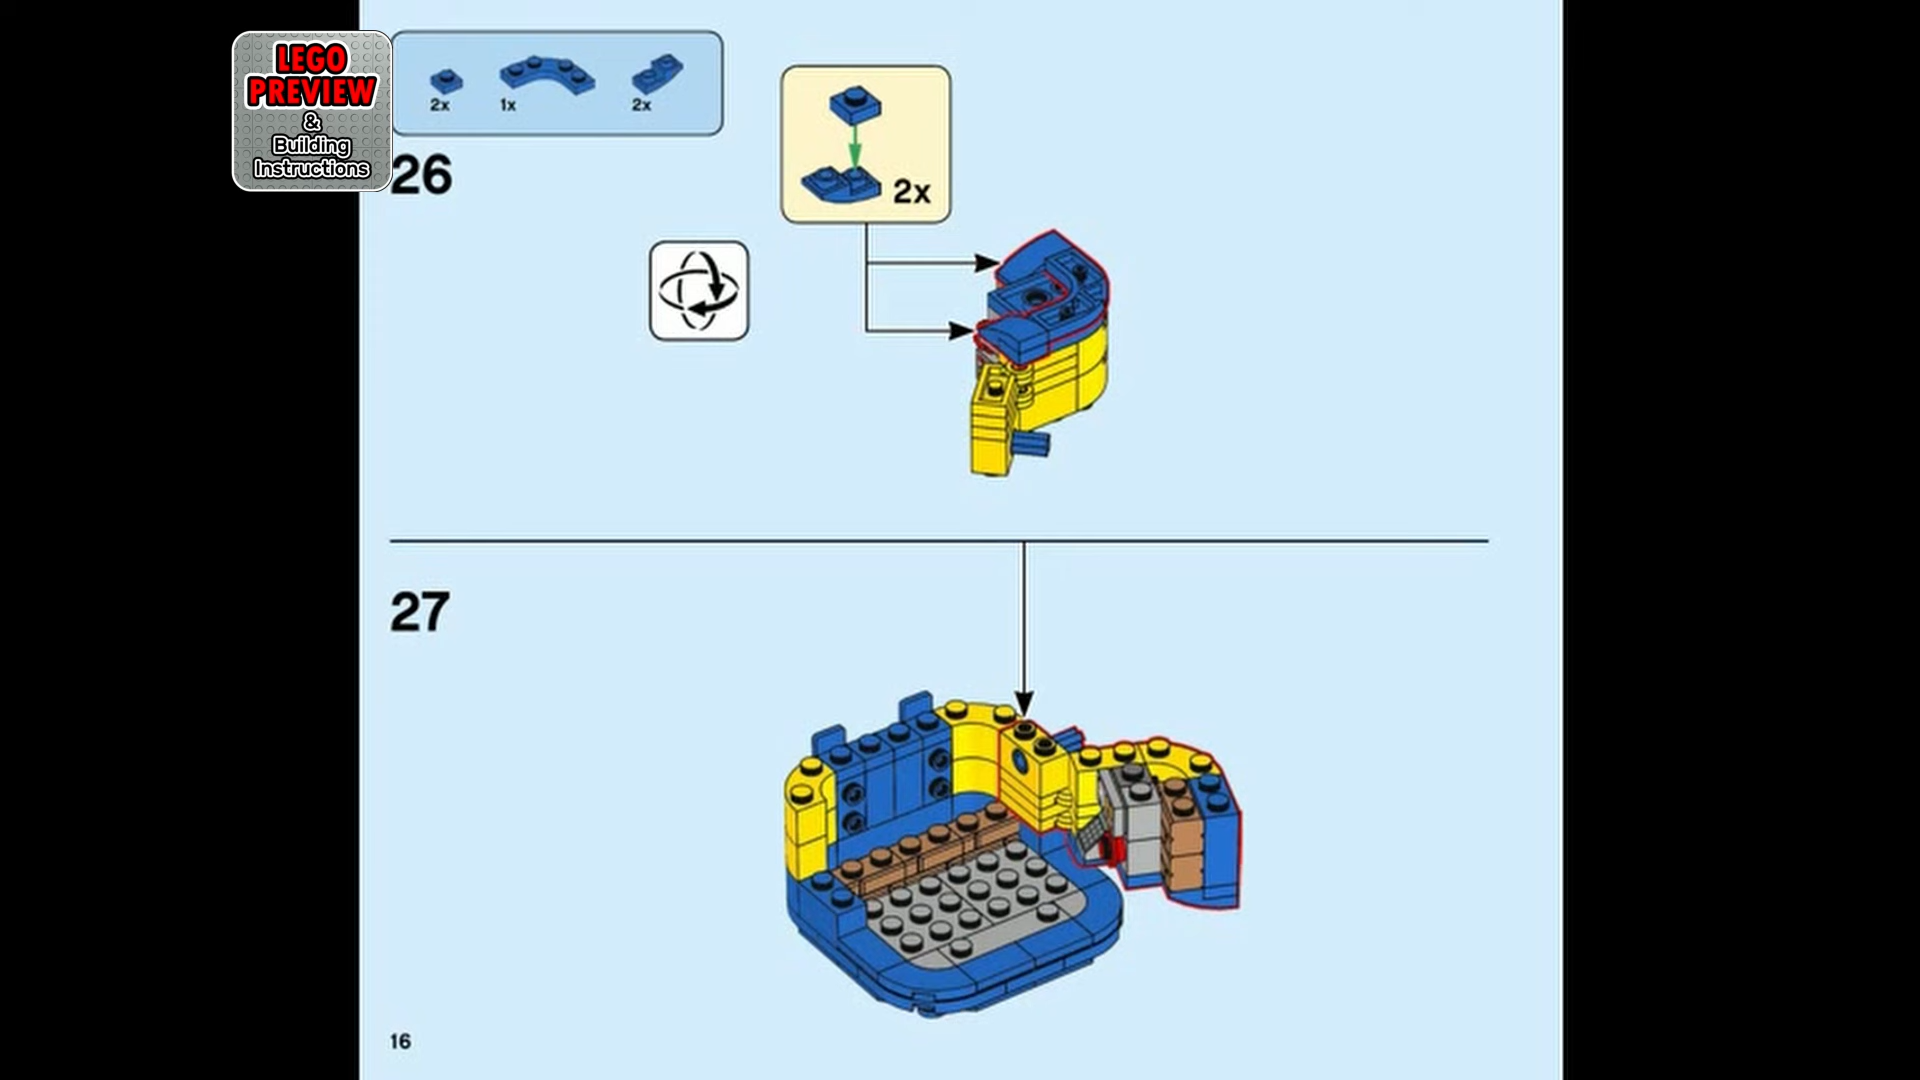 LEGO
PREVIEW
&
Building
Instructions
2x 1x 2x
26
2x
27
16